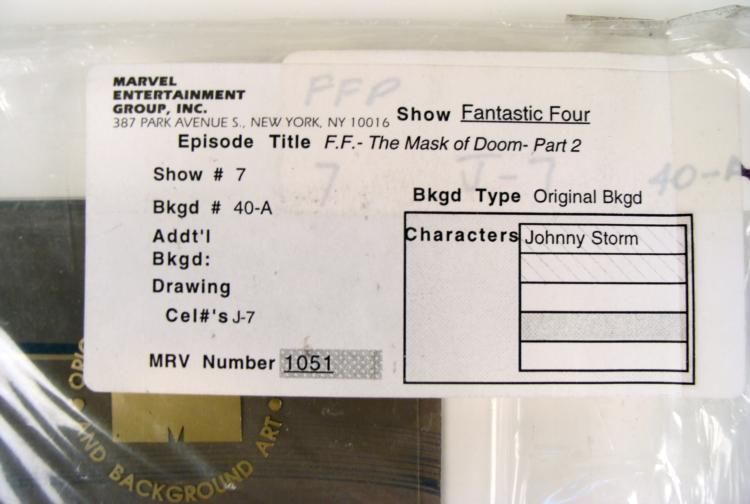 MARVEL
ENTERTAINMENT
GROUP, INC.
387 PARK AVENUE S., NEW YORK, NY 10016
FFP
Show Fantastic Four
Episode Title F.F.- The Mask of Doom- Part 2
Show # 7
7 J-7 40-A
Bkgd # 40-A
Bkgd Type Original Bkgd
Addt'l
Bkgd:
Characters Johnny Storm
Drawing
Cel#'s J-7
MRV Number 1051
M
AND BACKGROUND ART